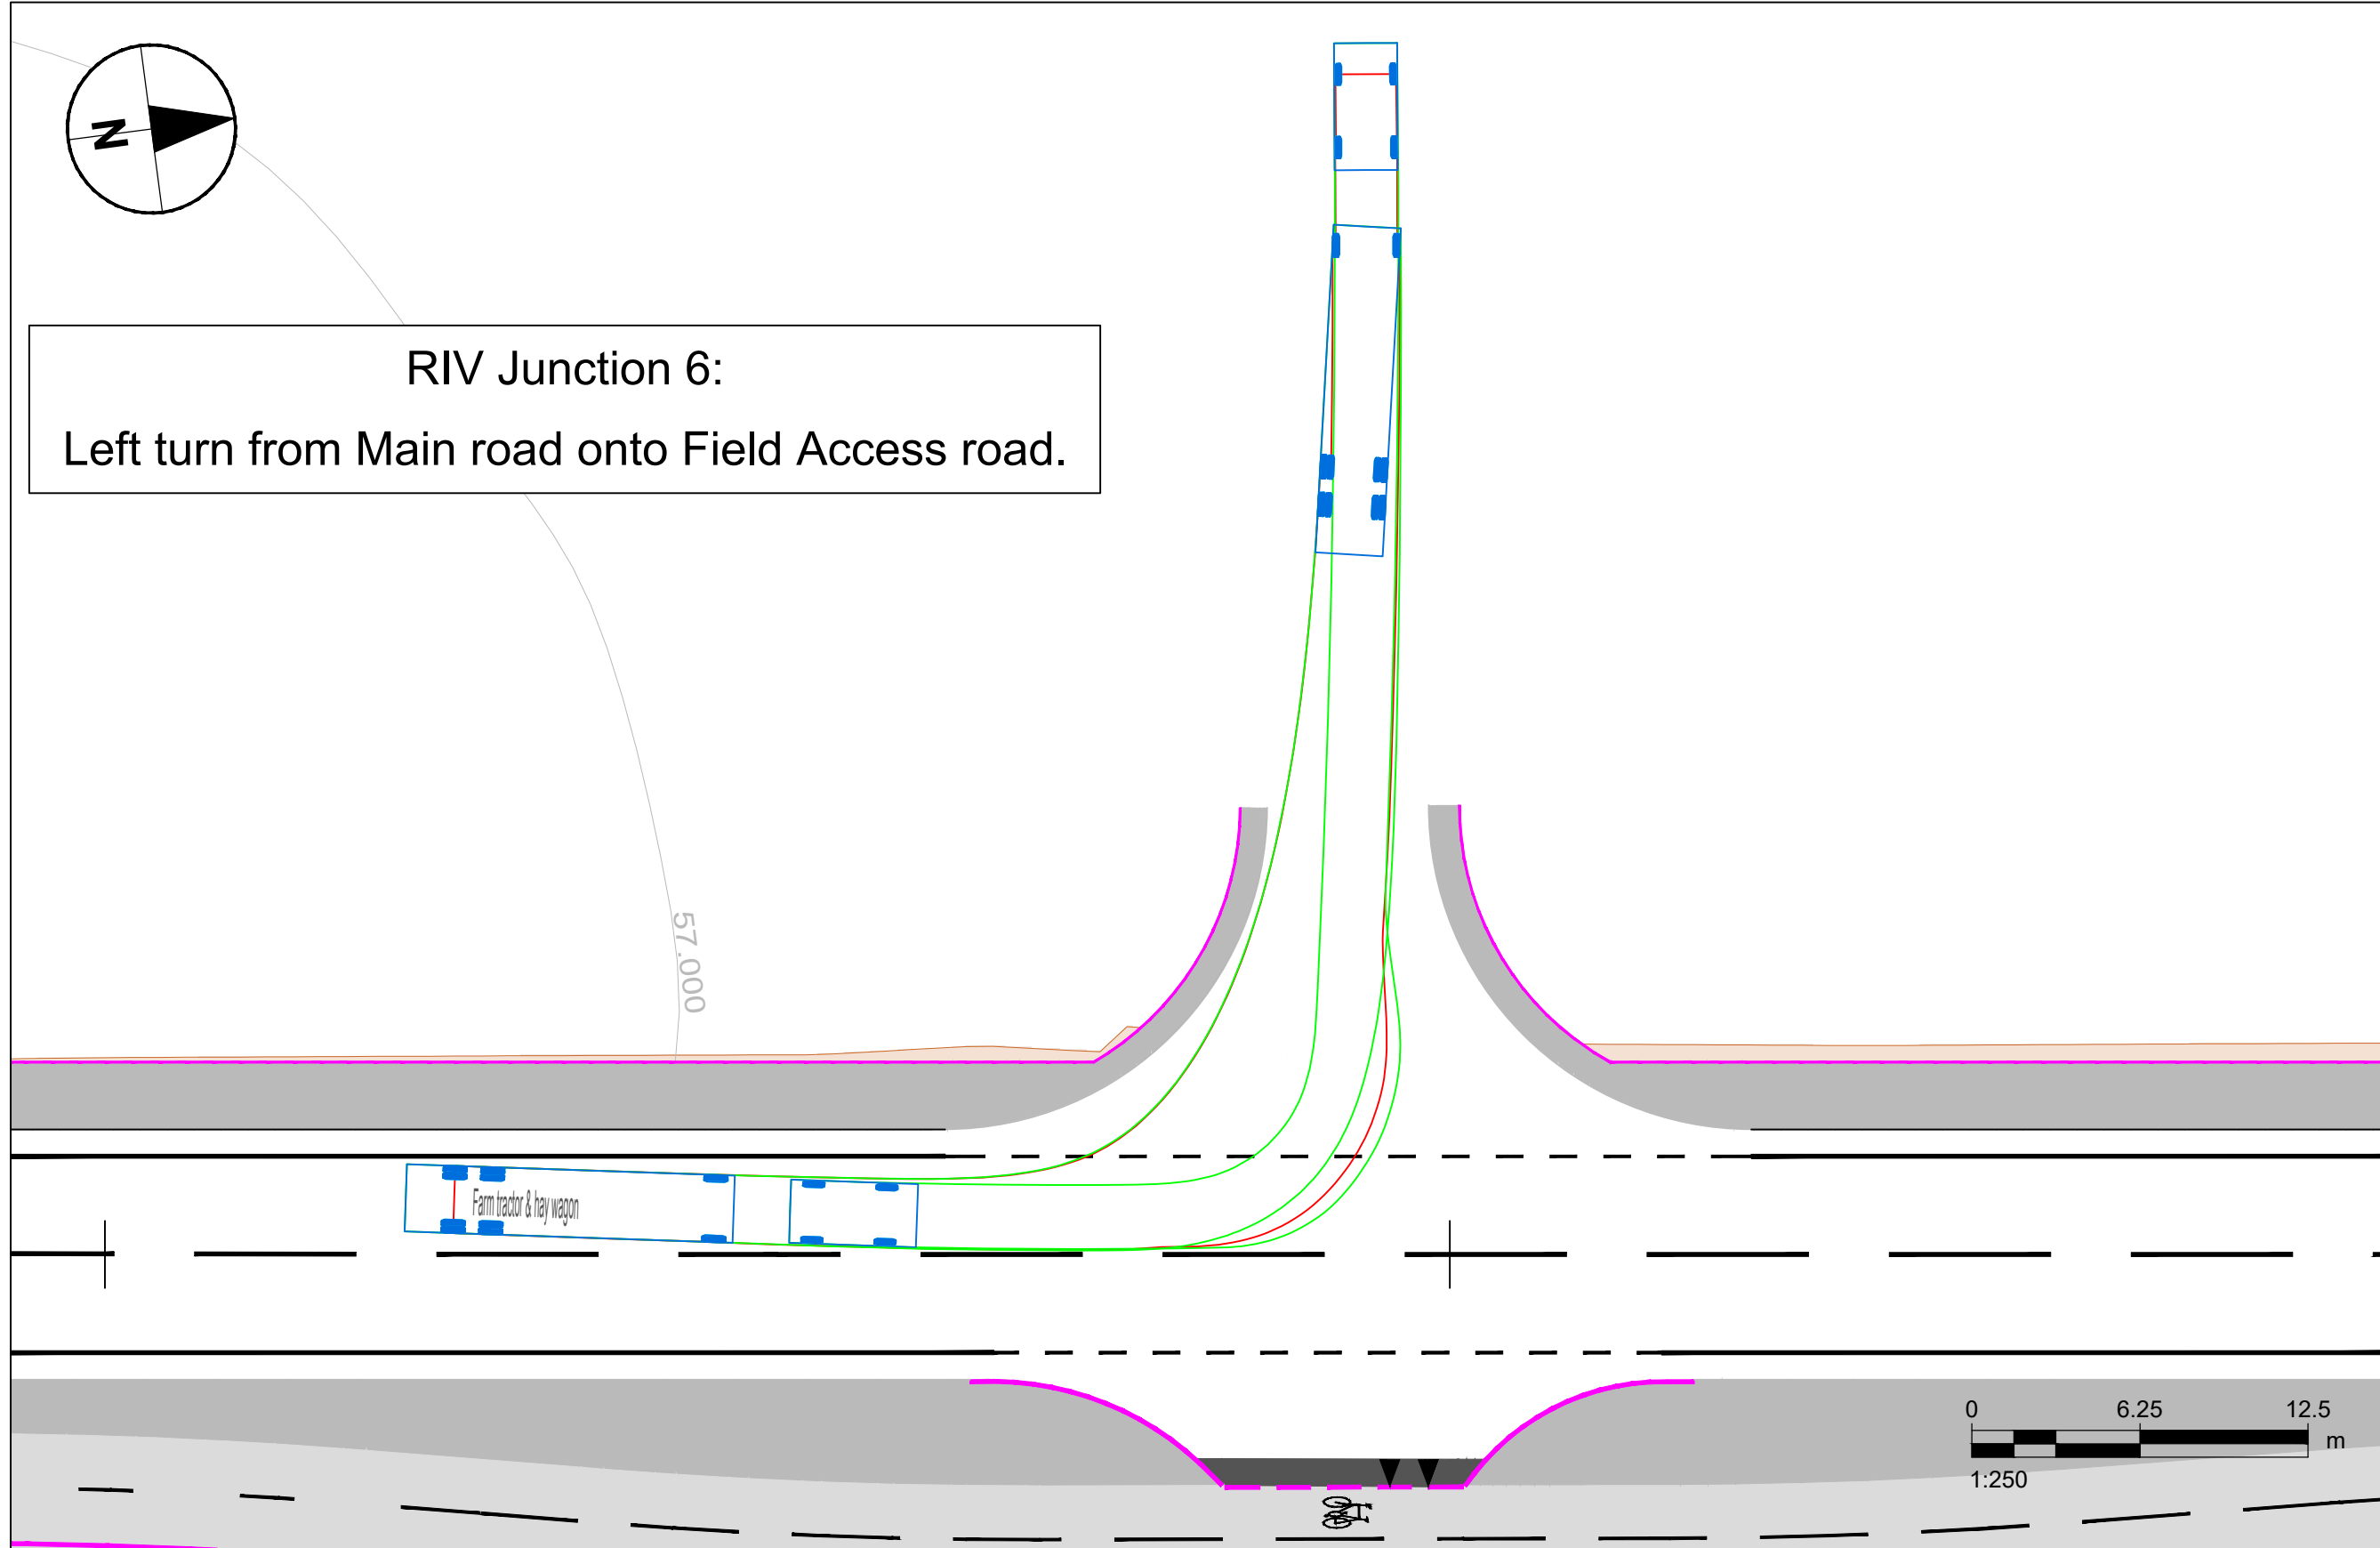 N
RIV Junction 6:
Left turn from Main road onto Field Access road.
57.000
Farm tractor & hay wagon
0 6.25 12.5
m
1:250